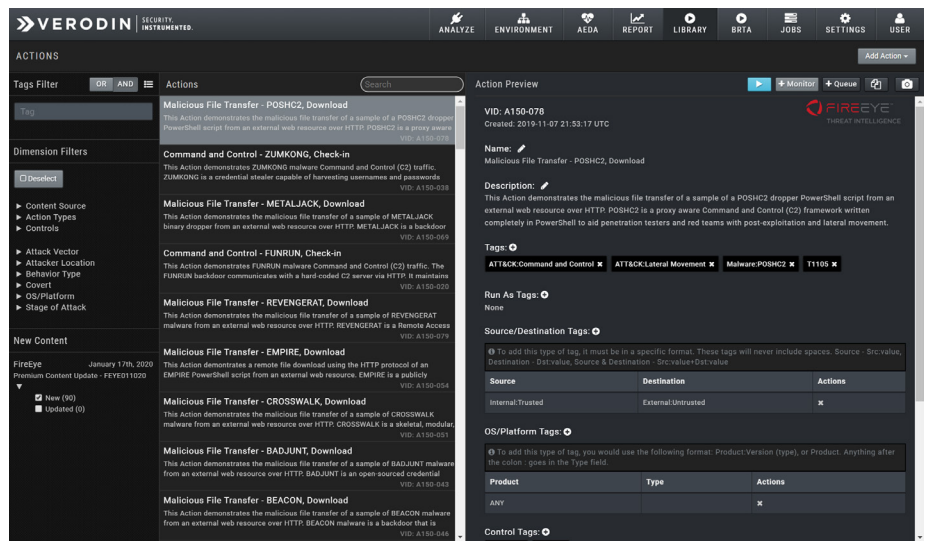 VERODIN SECURITY. INSTRUMENTED.
ANALYZE ENVIRONMENT AEDA REPORT LIBRARY BRTA JOBS SETTINGS USER
ACTIONS
Add Action
Tags Filter OR AND
Tag
Dimension Filters
Deselect
Content Source
Action Types
Controls
Attack Vector
Attacker Location
Behavior Type
Covert
OS/Platform
Stage of Attack
New Content
FireEye January 17th, 2020
Premium Content Update - FEYE011020
New (90)
Updated (0)
Actions Search
Malicious File Transfer - POSHC2, Download
This Action demonstrates the malicious file transfer of a sample of a POSHC2 dropper
PowerShell script from an external web resource over HTTP. POSHC2 is a proxy aware
VID: A150-078
Command and Control - ZUMKONG, Check-in
This Action demonstrates ZUMKONG malware Command and Control (C2) traffic.
ZUMKONG is a credential stealer capable of harvesting usernames and passwords
VID: A150-038
Malicious File Transfer - METALJACK, Download
This Action demonstrates the malicious file transfer of a sample of METALJACK
binary dropper from an external web resource over HTTP. METALJACK is a backdoor
VID: A150-069
Command and Control - FUNRUN, Check-in
This Action demonstrates FUNRUN malware Command and Control (C2) traffic. The
FUNRUN backdoor communicates with a hard-coded C2 server via HTTP. It maintains
VID: A150-020
Malicious File Transfer - REVENGERAT, Download
This Action demonstrates the malicious file transfer of a sample of REVENGERAT
malware from an external web resource over HTTP. REVENGERAT is a Remote Access
VID: A150-079
Malicious File Transfer - EMPIRE, Download
This Action demontrates a remote file download using the HTTP protocol of an
EMPIRE PowerShell script from an external web resource. EMPIRE is a publicly
VID: A150-054
Malicious File Transfer - CROSSWALK, Download
This Action demonstrates the malicious file transfer of a sample of CROSSWALK
malware from an external web resource over HTTP. CROSSWALK is a skeletal, modular,
VID: A150-051
Malicious File Transfer - BADJUNT, Download
This Action demonstrates the malicious file transfer of a sample of BADJUNT malware
from an external web resource over HTTP. BADJUNT is an open-sourced credential
VID: A150-043
Malicious File Transfer - BEACON, Download
This Action demonstrates the malicious file transfer of a sample of BEACON malware
from an external web resource over HTTP. BEACON malware is a backdoor that is
VID: A150-046
Action Preview + Monitor + Queue
VID: A150-078
Created: 2019-11-07 21:53:17 UTC
FIREEYE™
THREAT INTELLIGENCE
Name:
Malicious File Transfer - POSHC2, Download
Description:
This Action demonstrates the malicious file transfer of a sample of a POSHC2 dropper PowerShell script from an
external web resource over HTTP. POSHC2 is a proxy aware Command and Control (C2) framework written
completely in PowerShell to aid penetration testers and red teams with post-exploitation and lateral movement.
Tags:
ATT&CK:Command and Control ATT&CK:Lateral Movement Malware:POSHC2 T1105
Run As Tags:
None
Source/Destination Tags:
To add this type of tag, it must be in a specific format. These tags will never include spaces. Source - Src:value,
Destination - Dst:value, Source & Destination - Src:value+Dst:value
Source Destination Actions
Internal:Trusted External:Untrusted
OS/Platform Tags:
To add this type of tag, you would use the following format: Product:Version (type), or Product. Anything after
the colon : goes in the Type field.
Product Type Actions
ANY
Control Tags: